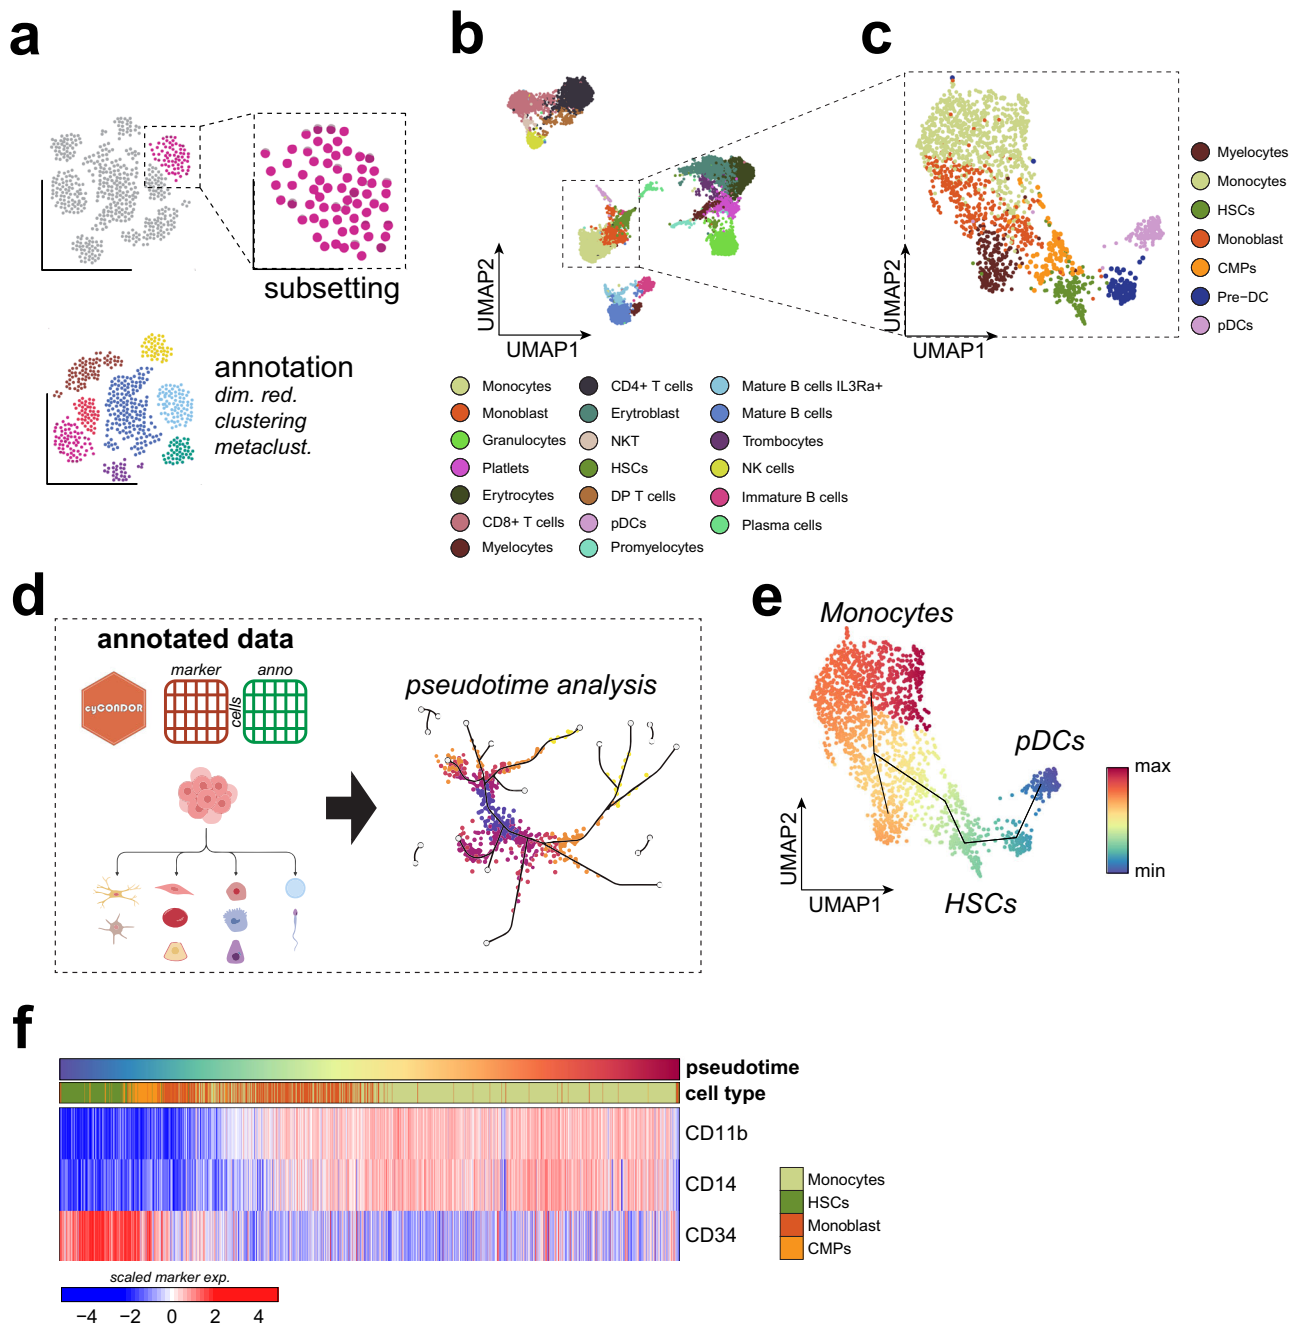 a
subsetting
annotation
dim. red.
clustering
metaclust.
b
UMAP2
UMAP1
Monocytes
Monoblast
Granulocytes
Platlets
Erytrocytes
CD8+ T cells
Myelocytes
CD4+ T cells
Erytroblast
NKT
HSCs
DP T cells
pDCs
Promyelocytes
Mature B cells IL3Ra+
Mature B cells
Trombocytes
NK cells
Immature B cells
Plasma cells
c
UMAP2
UMAP1
Myelocytes
Monocytes
HSCs
Monoblast
CMPs
Pre−DC
pDCs
d
annotated data
cyCONDOR
marker
cells
anno
pseudotime analysis
e
Monocytes
pDCs
HSCs
UMAP2
UMAP1
max
min
f
pseudotime
cell type
CD11b
CD14
CD34
Monocytes
HSCs
Monoblast
CMPs
scaled marker exp.
−4 −2 0 2 4